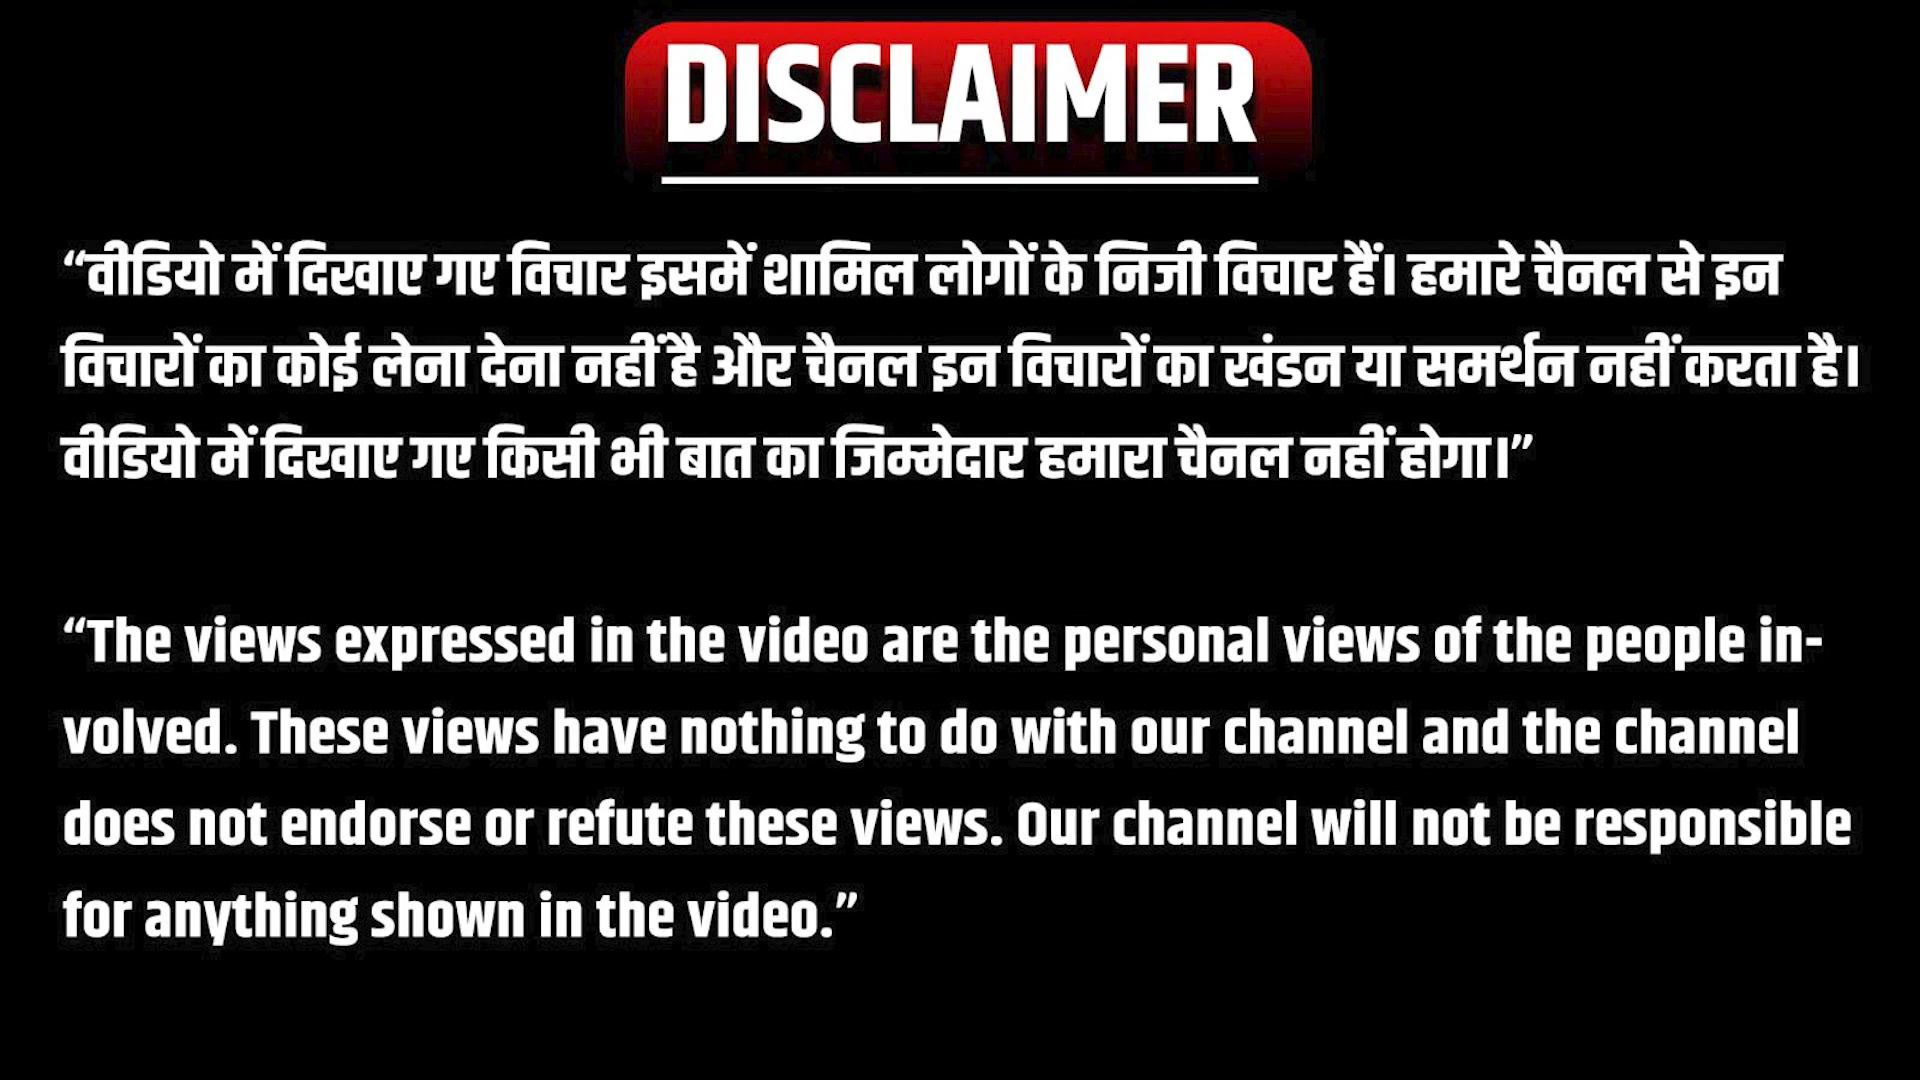 DISCLAIMER
“वीडियो में दिखाए गए विचार इसमें शामिल लोगों के निजी विचार हैं। हमारे चैनल से इन
विचारों का कोई लेना देना नहीं है और चैनल इन विचारों का खंडन या समर्थन नहीं करता है।
वीडियो में दिखाए गए किसी भी बात का जिम्मेदार हमारा चैनल नहीं होगा।”
“The views expressed in the video are the personal views of the people in-
volved. These views have nothing to do with our channel and the channel
does not endorse or refute these views. Our channel will not be responsible
for anything shown in the video.”